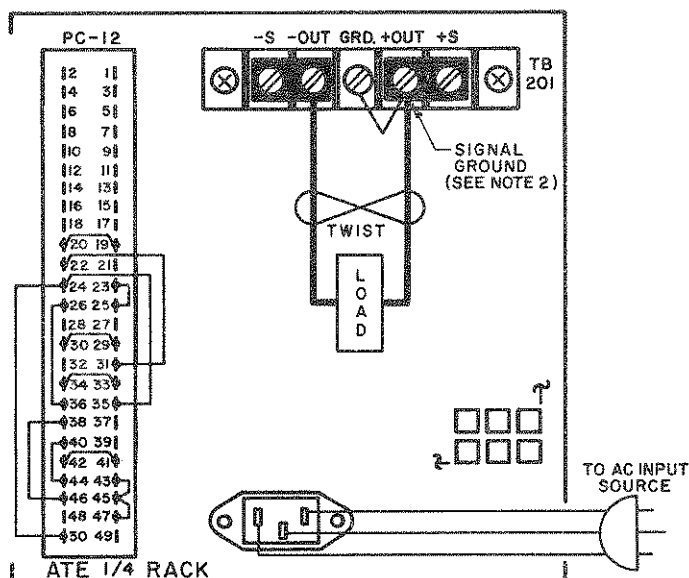 PC-12
2 1
4 3
6 5
8 7
10 9
12 11
14 13
16 15
18 17
20 19
22 21
24 23
26 25
28 27
30 29
32 31
34 33
36 35
38 37
40 39
42 41
44 43
46 45
48 47
30 49
ATE 1/4 RACK
-S -OUT GRD. +OUT +S
TB
201
SIGNAL
GROUND
(SEE NOTE 2)
TWIST
LOAD
TO AC INPUT
SOURCE